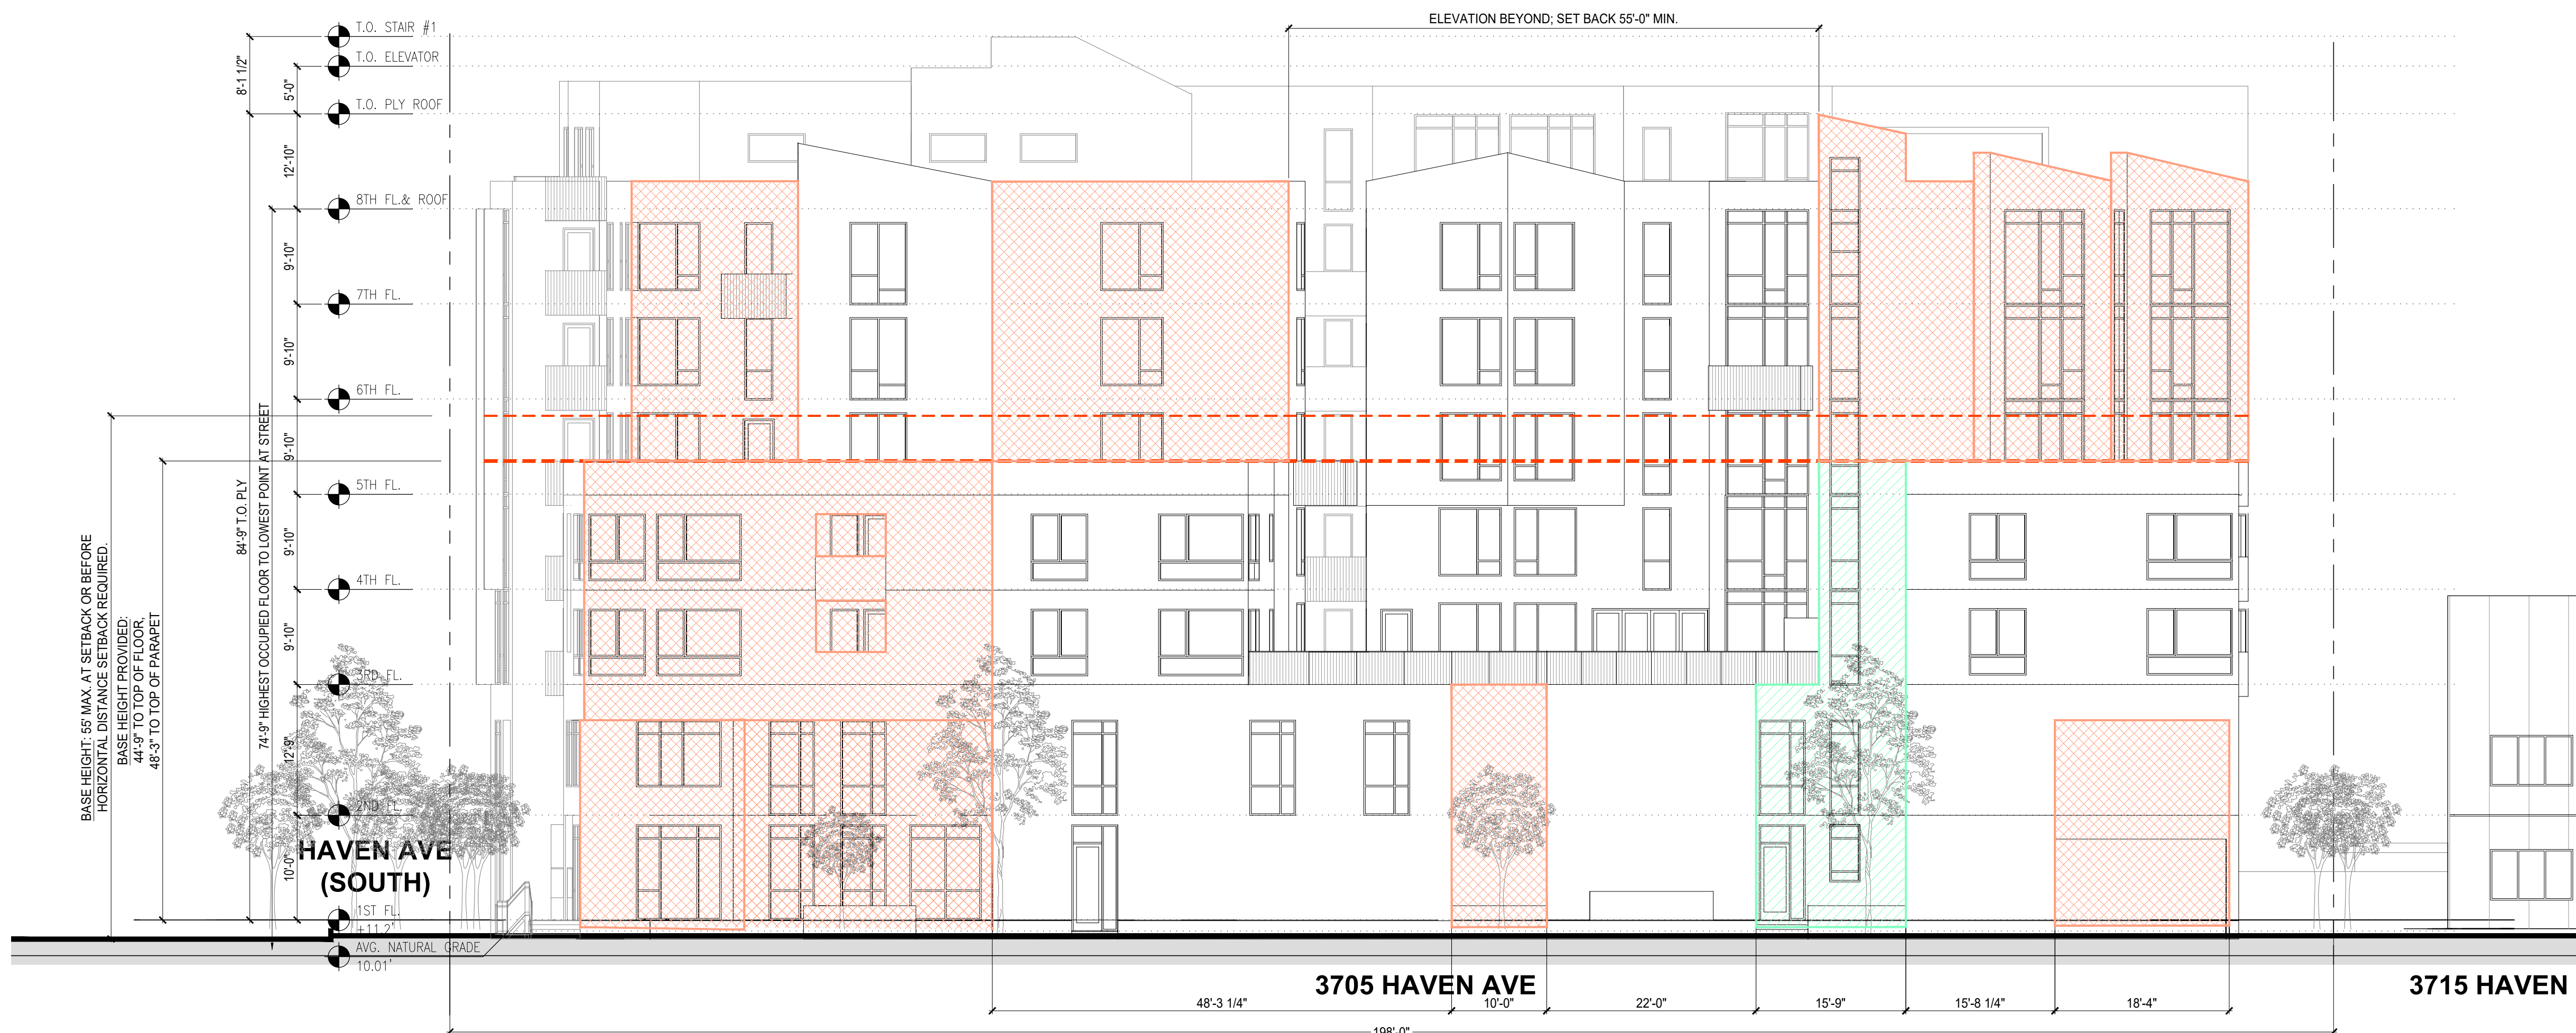 ELEVATION BEYOND; SET BACK 55'-0" MIN.
T.O. STAIR #1
T.O. ELEVATOR
8'-1 1/2"
5'-0"
T.O. PLY ROOF
12'-10"
8TH FL.& ROOF
9'-10"
7TH FL.
9'-10"
6TH FL.
9'-10"
5TH FL.
9'-10"
4TH FL.
9'-10"
3RD FL.
12'-9"
2ND FL.
10'-0"
1ST FL.
+11.2'
AVG. NATURAL GRADE
10.01'
BASE HEIGHT: 55' MAX. AT SETBACK OR BEFORE
HORIZONTAL DISTANCE SETBACK REQUIRED.
BASE HEIGHT PROVIDED:
44'-9" TO TOP OF FLOOR,
48'-3" TO TOP OF PARAPET
84'-9" T.O. PLY
74'-9" HIGHEST OCCUPIED FLOOR TO LOWEST POINT AT STREET
HAVEN AVE
(SOUTH)
3705 HAVEN AVE
3715 HAVEN
48'-3 1/4"
10'-0"
22'-0"
15'-9"
15'-8 1/4"
18'-4"
198'-0"